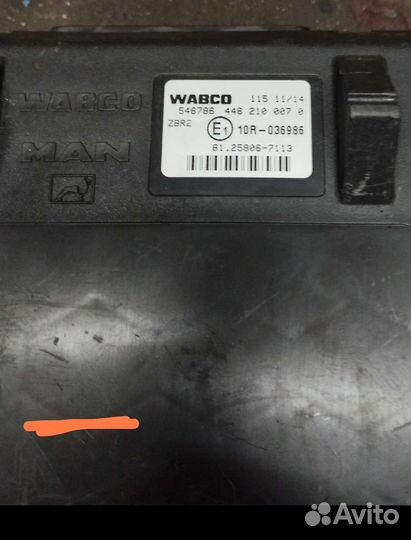 WABCO
MAN
WABCO 115 11/14
546786 446 210 007 0
ZBR2 E1 10R-036986
81.25806-7113
Avito